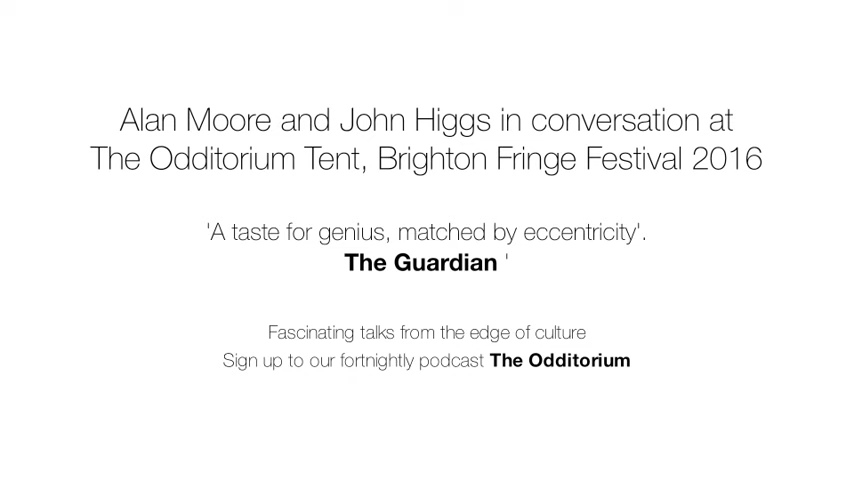 Alan Moore and John Higgs in conversation at
The Odditorium Tent, Brighton Fringe Festival 2016
'A taste for genius, matched by eccentricity'.
The Guardian '
Fascinating talks from the edge of culture
Sign up to our fortnightly podcast The Odditorium